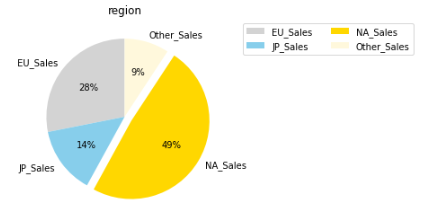 region
EU_Sales
JP_Sales
NA_Sales
Other_Sales
Other_Sales
9%
EU_Sales
28%
14%
49%
JP_Sales
NA_Sales